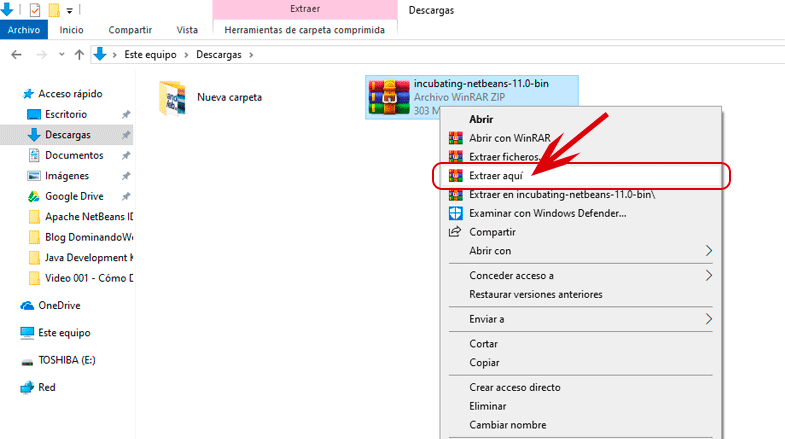 Extraer
Descargas
Archivo
Inicio
Compartir
Vista
Herramientas de carpeta comprimida
Este equipo
Descargas
Acceso rápido
Escritorio
Descargas
Documentos
Imágenes
Google Drive
Apache NetBeans ID
Blog DominandoWo
Java Development K
Video 001 - Cómo D
OneDrive
Este equipo
TOSHIBA (E:)
Red
Nueva carpeta
incubating-netbeans-11.0-bin
Archivo WinRAR ZIP
303 M
Abrir
Abrir con WinRAR
Extraer ficheros...
Extraer aquí
Extraer en incubating-netbeans-11.0-bin\
Examinar con Windows Defender...
Compartir
Abrir con
Conceder acceso a
Restaurar versiones anteriores
Enviar a
Cortar
Copiar
Crear acceso directo
Eliminar
Cambiar nombre